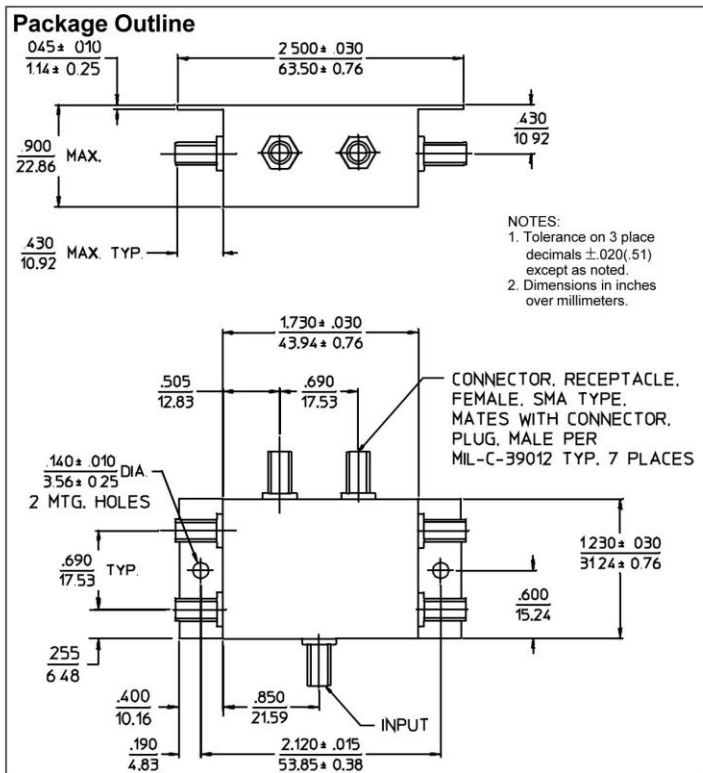 Package Outline
045± 010
1.14± 0.25
2 500± .030
63.50± 0.76
.900
22.86 MAX.
.430
10 92
.430
10.92 MAX. TYP.
NOTES:
1. Tolerance on 3 place
decimals ±.020(.51)
except as noted.
2. Dimensions in inches
over millimeters.
1.730± .030
43.94± 0.76
.505
12.83
.690
17.53
CONNECTOR, RECEPTACLE,
FEMALE, SMA TYPE,
MATES WITH CONNECTOR,
PLUG, MALE PER
MIL-C-39012 TYP. 7 PLACES
.140± .010
3.56± 0.25 DIA.
2 MTG. HOLES
.690
17.53 TYP.
1.230± 030
31.24± 0.76
.600
15.24
.255
6 48
.400
10.16
.850
21.59
INPUT
.190
4.83
2.120± .015
53.85± 0.38